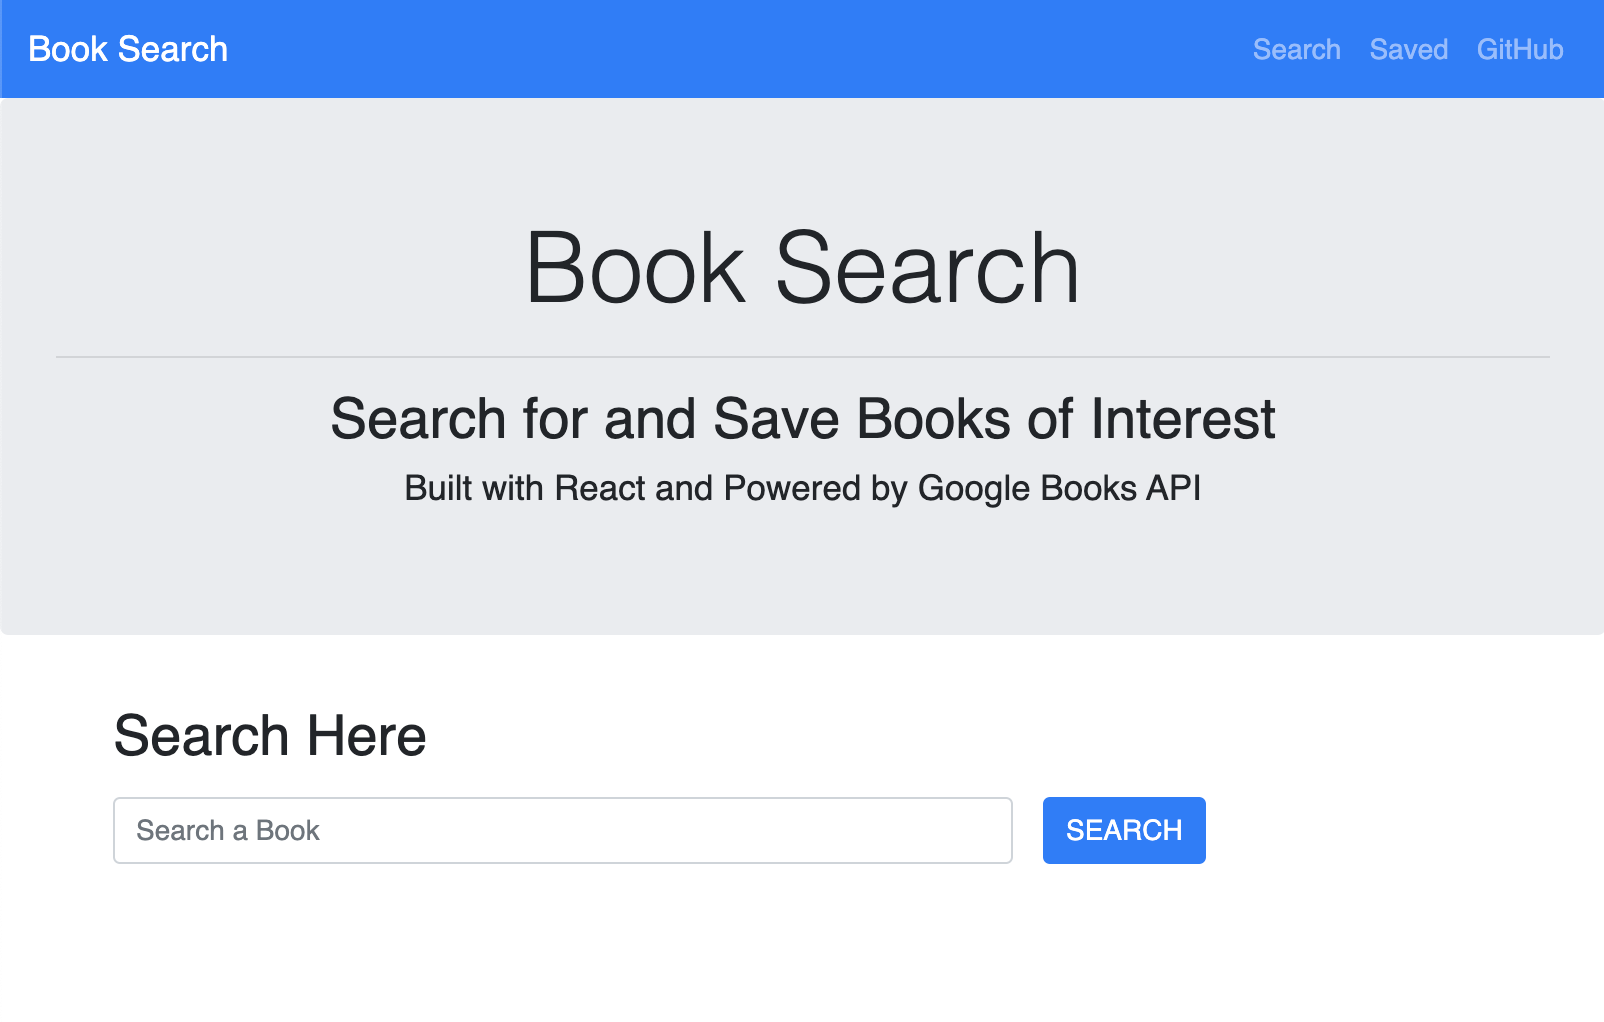 Book Search
Search Saved GitHub
Book Search
Search for and Save Books of Interest
Built with React and Powered by Google Books API
Search Here
Search a Book
SEARCH